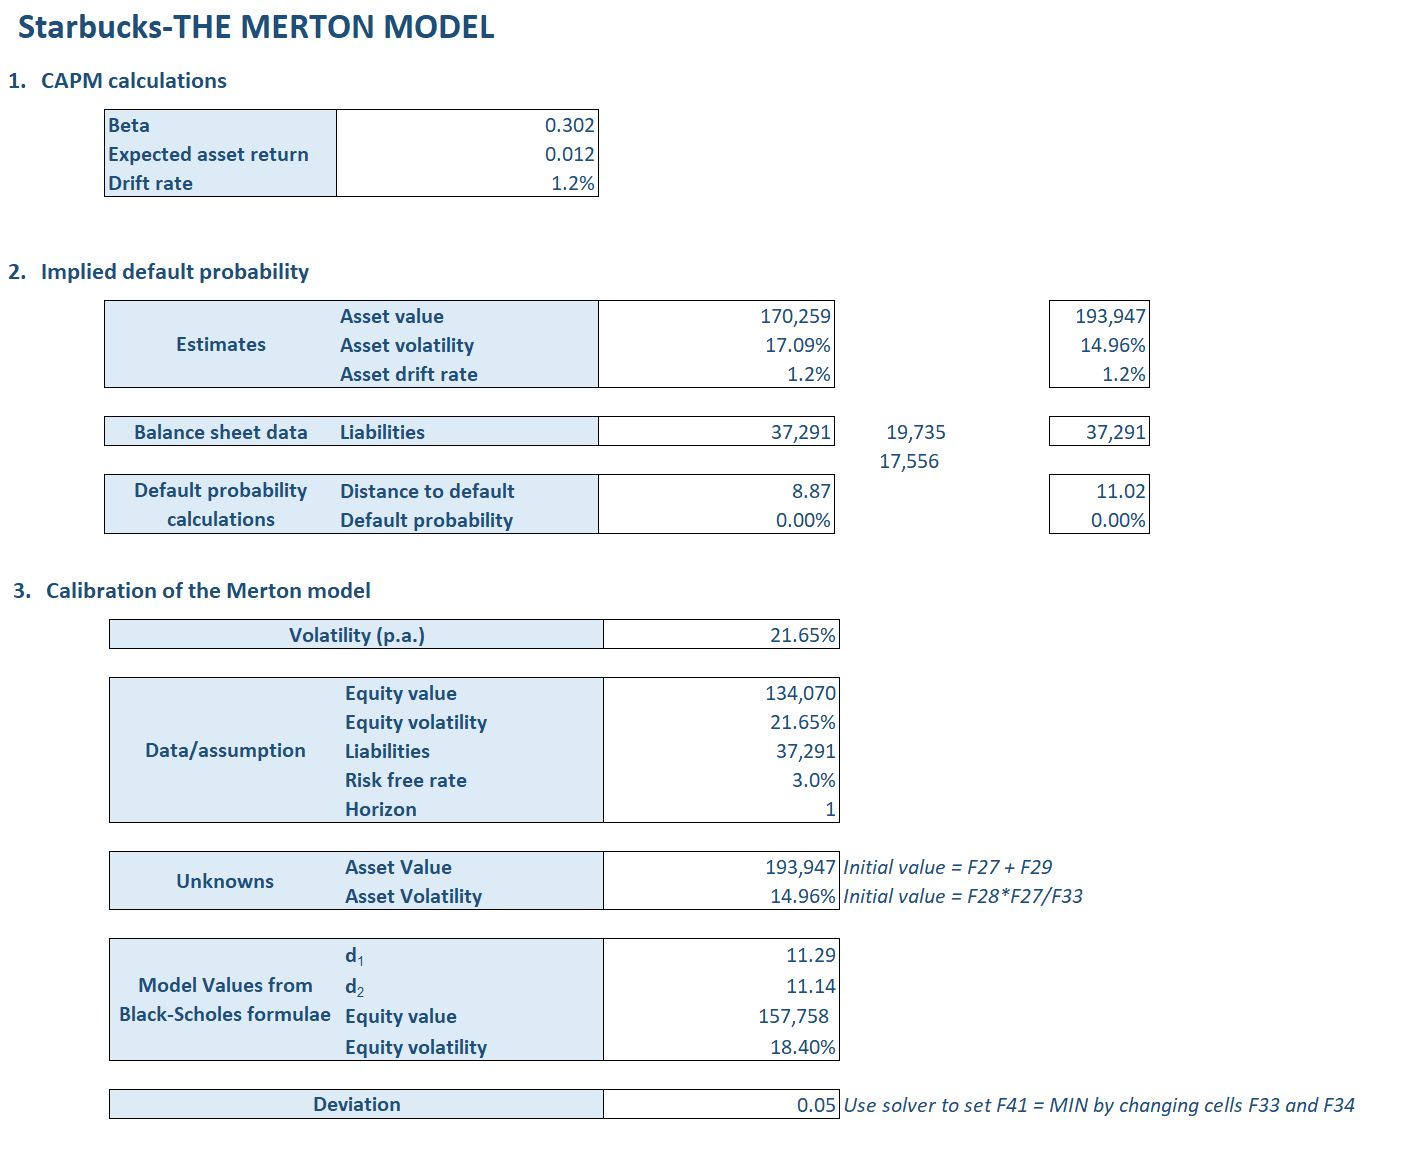 Starbucks-THE MERTON MODEL
1. CAPM calculations
Beta 0.302
Expected asset return 0.012
Drift rate 1.2%
2. Implied default probability
Estimates
Asset value 170,259 193,947
Asset volatility 17.09% 14.96%
Asset drift rate 1.2% 1.2%
Balance sheet data Liabilities 37,291 19,735 37,291
17,556
Default probability calculations
Distance to default 8.87 11.02
Default probability 0.00% 0.00%
3. Calibration of the Merton model
Volatility (p.a.) 21.65%
Data/assumption
Equity value 134,070
Equity volatility 21.65%
Liabilities 37,291
Risk free rate 3.0%
Horizon 1
Unknowns
Asset Value 193,947 Initial value = F27 + F29
Asset Volatility 14.96% Initial value = F28*F27/F33
Model Values from
Black-Scholes formulae
d1 11.29
d2 11.14
Equity value 157,758
Equity volatility 18.40%
Deviation 0.05 Use solver to set F41 = MIN by changing cells F33 and F34